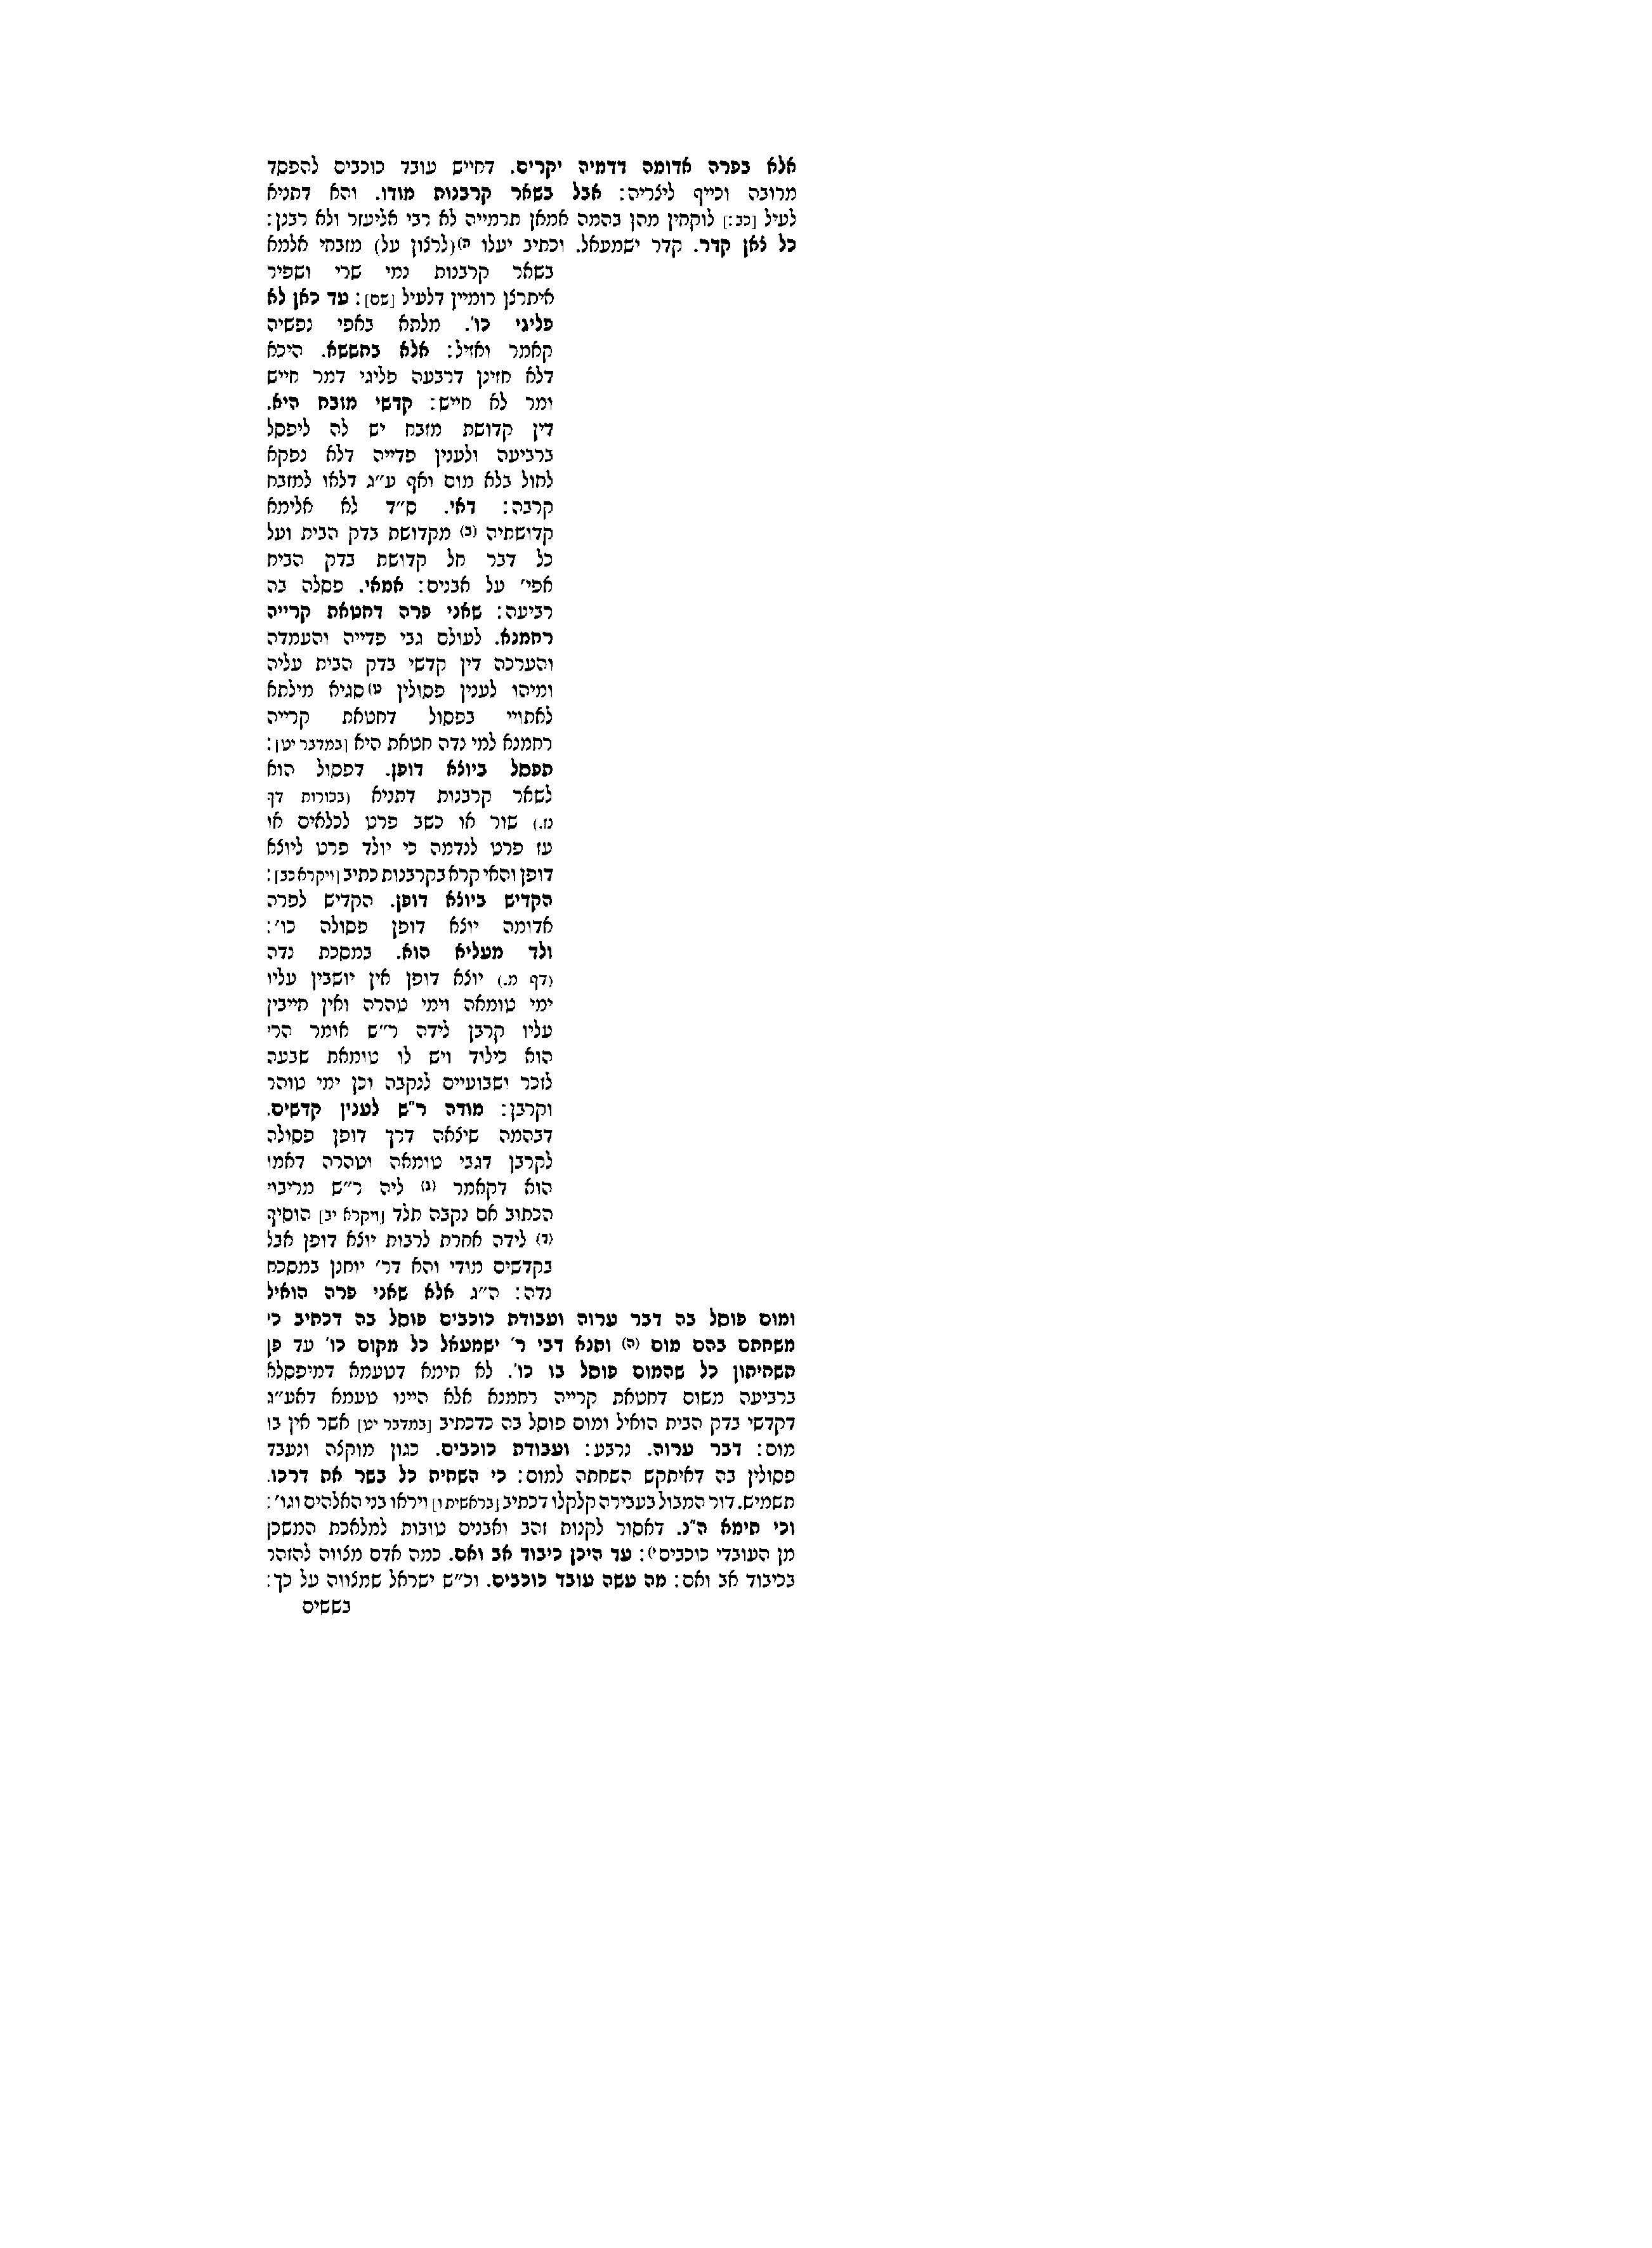 אלא בפרה אדומה דדמיה יקרים. דחייש עובד כוכבים להפסד
מרובה וכייף ליצריה: אבל בשאר קרבנות מודו. והא דתניא
לעיל [כב:] לוקחין מהן בהמה אמאן תרמייה לא רבי אליעזר ולא רבנן:
כל צאן קדר. קדר ישמעאל. וכתיב יעלו ח)(לרצון על) מזבחי אלמא
בשאר קרבנות נמי שרי ושפיר
איתרצן רומיין דלעיל [שם]: עד כאן לא
פליגי כו'. מלתא באפי נפשיה
קאמר ואזיל: אלא בחששא. היכא
דלא חזינן דרבעה פליגי דמר חייש
ומר לא חייש: קדשי מזבח היא.
דין קדושת מזבח יש לה ליפסל
ברביעה ולענין פדייה דלא נפקא
לחול בלא מום ואף ע״ג דלאו למזבח
קרבה: דאי. ס״ד לא אלימא
קדושתיה (ב) מקדושת בדק הבית ועל
כל דבר חל קדושת בדק הבית
אפי' על אבנים: אמאי. פסלה בה
רביעה: שאני פרה דחטאת קרייה
רחמנא. לעולם גבי פדייה והעמדה
והערכה דין קדשי בדק הבית עליה
ומיהו לענין פסולין ט)סגיא מילתא
לאתויי בפסול דחטאת קרייה
רחמנא למי נדה חטאת היא [במדבר יט]:
תפסל ביוצא דופן. דפסול הוא
לשאר קרבנות דתניא (בכורות דף
מ.) שור או כשב פרט לכלאים או
עז פרט לנדמה כי יולד פרט ליוצא
דופן והאי קרא בקרבנות כתיב [ויקרא כב]:
הקדיש ביוצא דופן. הקדיש לפרה
אדומה יוצא דופן פסולה כו':
ולד מעליא הוא. במסכת נדה
(דף מ.) יוצא דופן אין יושבין עליו
ימי טומאה וימי טהרה ואין חייבין
עליו קרבן לידה ר״ש אומר הרי
הוא כילוד ויש לו טומאת שבעה
לזכר ושבועיים לנקבה וכן ימי טוהר
וקרבן: מודה ר״ש לענין קדשים.
דבהמה שיצאה דרך דופן פסולה
לקרבן דגבי טומאה וטהרה דאמו
הוא דקאמר (ג) ליה ר״ש מריבוי
הכתוב אם נקבה תלד [ויקרא יב] הוסיף
(ד) לידה אחרת לרבות יוצא דופן אבל
בקדשים מודי והא דר' יוחנן במסכת
נדה: ה״ג אלא שאני פרה הואיל
ומום פוסל בה דבר ערוה ועבודת כוכבים פוסל בה דכתיב כי
משחתם בהם מום (ה) ותנא דבי ר' ישמעאל כל מקום כו' עד פן
תשחיתון כל שהמום פוסל בו כו'. לא תימא דטעמא דמיפסלא
ברביעה משום דחטאת קרייה רחמנא אלא היינו טעמא דאע״ג
דקדשי בדק הבית הואיל ומום פוסל בה כדכתיב [במדבר יט] אשר אין בו
מום: דבר ערוה. נרבע: ועבודת כוכבים. כגון מוקצה ונעבד
פסולין בה דאיתקש השחתה למום: כי השחית כל בשר את דרכו.
תשמיש. דור המבול בעבירה קלקלו דכתיב [בראשית ו] ויראו בני האלהים וגו':
וכי תימא ה״נ. דאסור לקנות זהב ואבנים טובות למלאכת המשכן
מן העובדי כוכביםי): עד היכן כיבוד אב ואם. כמה אדם מצווה להזהר
בכיבוד אב ואם: מה עשה עובד כוכבים. וכ״ש ישראל שמצווה על כך:
בששים